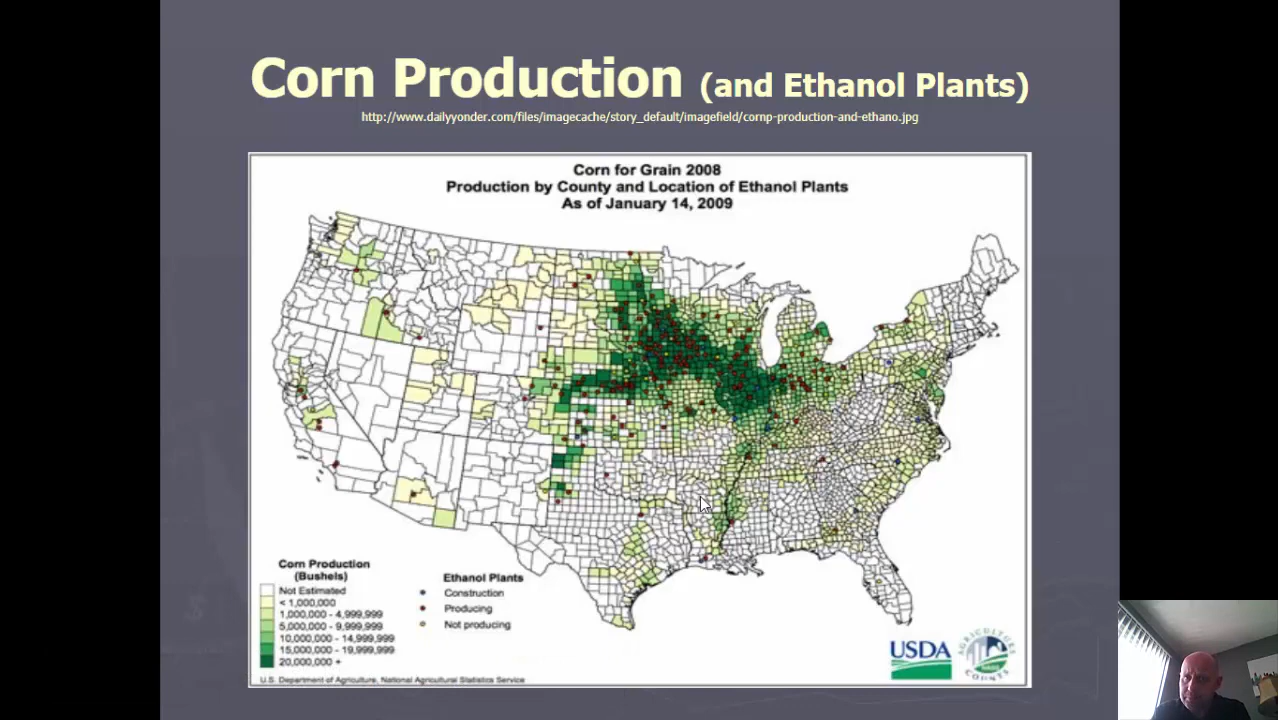 Corn Production (and Ethanol Plants)
http://www.dailyyonder.com/files/imagecache/story_default/imagefield/cornp-production-and-ethano.jpg
Corn for Grain 2008
Production by County and Location of Ethanol Plants
As of January 14, 2009
Corn Production
(Bushels)
Not Estimated
< 1,000,000
1,000,000 - 4,999,999
5,000,000 - 9,999,999
10,000,000 - 14,999,999
15,000,000 - 19,999,999
20,000,000 +
Ethanol Plants
Construction
Producing
Not producing
U.S. Department of Agriculture, National Agricultural Statistics Service
USDA
AGRICULTURE
COUNTS